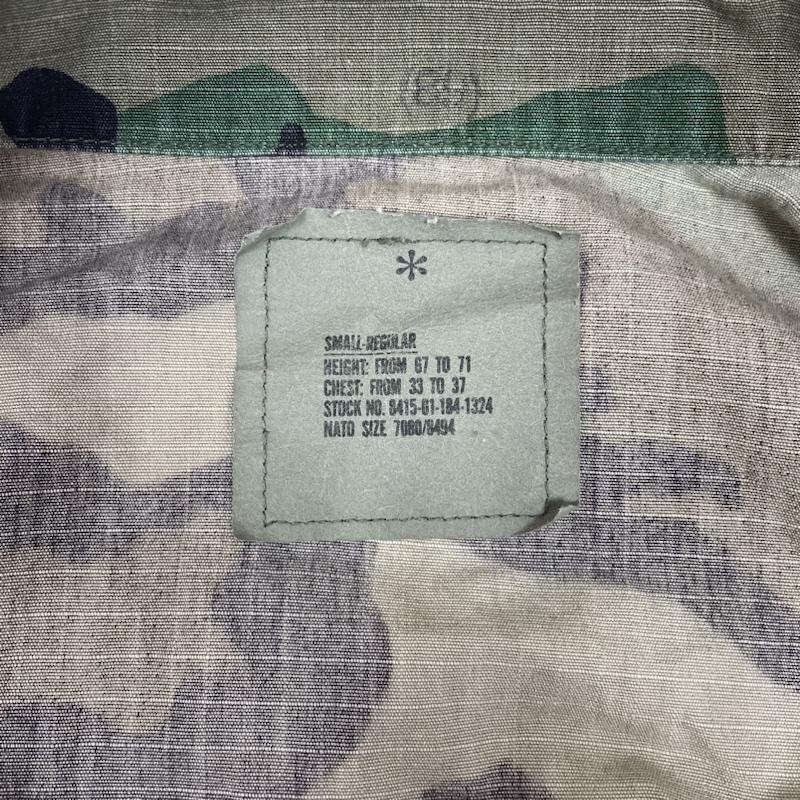 *
SMALL-REGULAR
HEIGHT: FROM 67 TO 71
CHEST: FROM 33 TO 37
STOCK NO. 8415-01-184-1324
NATO SIZE 7080/8494